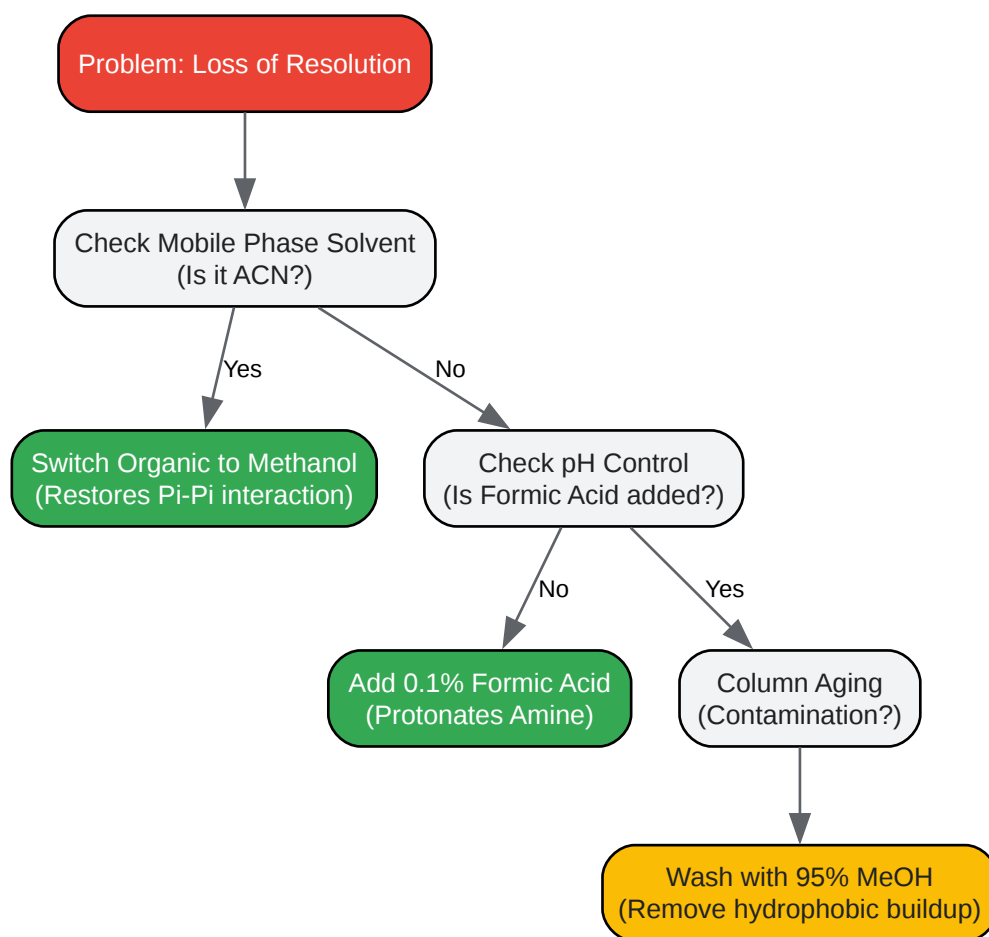 Problem: Loss of Resolution
Check Mobile Phase Solvent
(Is it ACN?)
Yes
No
Switch Organic to Methanol
(Restores Pi-Pi interaction)
Check pH Control
(Is Formic Acid added?)
No
Yes
Add 0.1% Formic Acid
(Protonates Amine)
Column Aging
(Contamination?)
Wash with 95% MeOH
(Remove hydrophobic buildup)